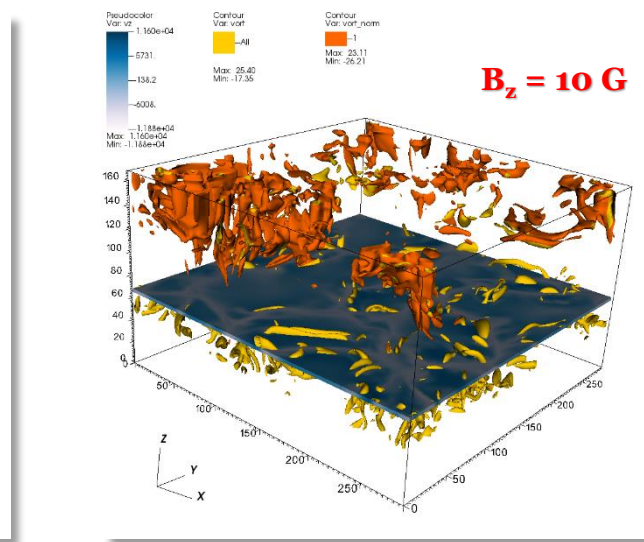 Pseudocolor
Var: vz
1.160e+04
5731.
-138.2
-6008.
-1.188e+04
Max: 1.160e+04
Min: -1.188e+04
Contour
Var: vort
All
Max: 25.40
Min: -17.35
Contour
Var: vort_norm
1
Max: 23.11
Min: -26.21
Bz = 10 G
160
140
120
100
80
60
40
20
0
50
100
150
200
250
0
50
100
150
200
250
Z
Y
X